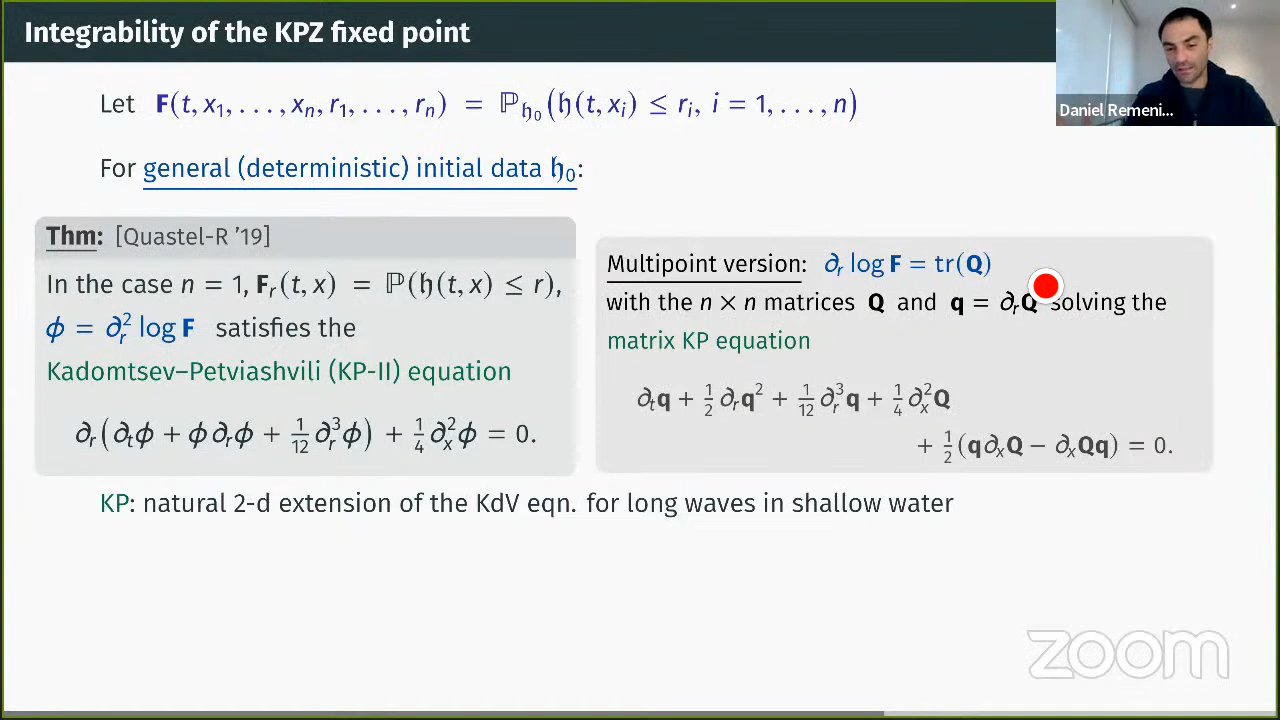 Integrability of the KPZ fixed point
Daniel Remeni...
Let F(t, x₁, . . . , xₙ, r₁, . . . , rₙ) = ℙ_𝔥₀(𝔥(t, xᵢ) ≤ rᵢ, i = 1, . . . , n)
For general (deterministic) initial data 𝔥₀:
Thm: [Quastel-R '19]
In the case n = 1, Fᵣ(t, x) = ℙ(𝔥(t, x) ≤ r),
ϕ = ∂ᵣ² log F satisfies the
Kadomtsev–Petviashvili (KP-II) equation
∂ᵣ(∂ₜϕ + ϕ∂ᵣϕ + 1/12 ∂ᵣ³ϕ) + 1/4 ∂ₓ²ϕ = 0.
Multipoint version: ∂ᵣ log F = tr(Q)
with the n × n matrices Q and q = ∂ᵣQ solving the
matrix KP equation
∂ₜq + 1/2 ∂ᵣq² + 1/12 ∂ᵣ³q + 1/4 ∂ₓ²Q
+ 1/2 (q∂ₓQ − ∂ₓQq) = 0.
KP: natural 2-d extension of the KdV eqn. for long waves in shallow water
zoom